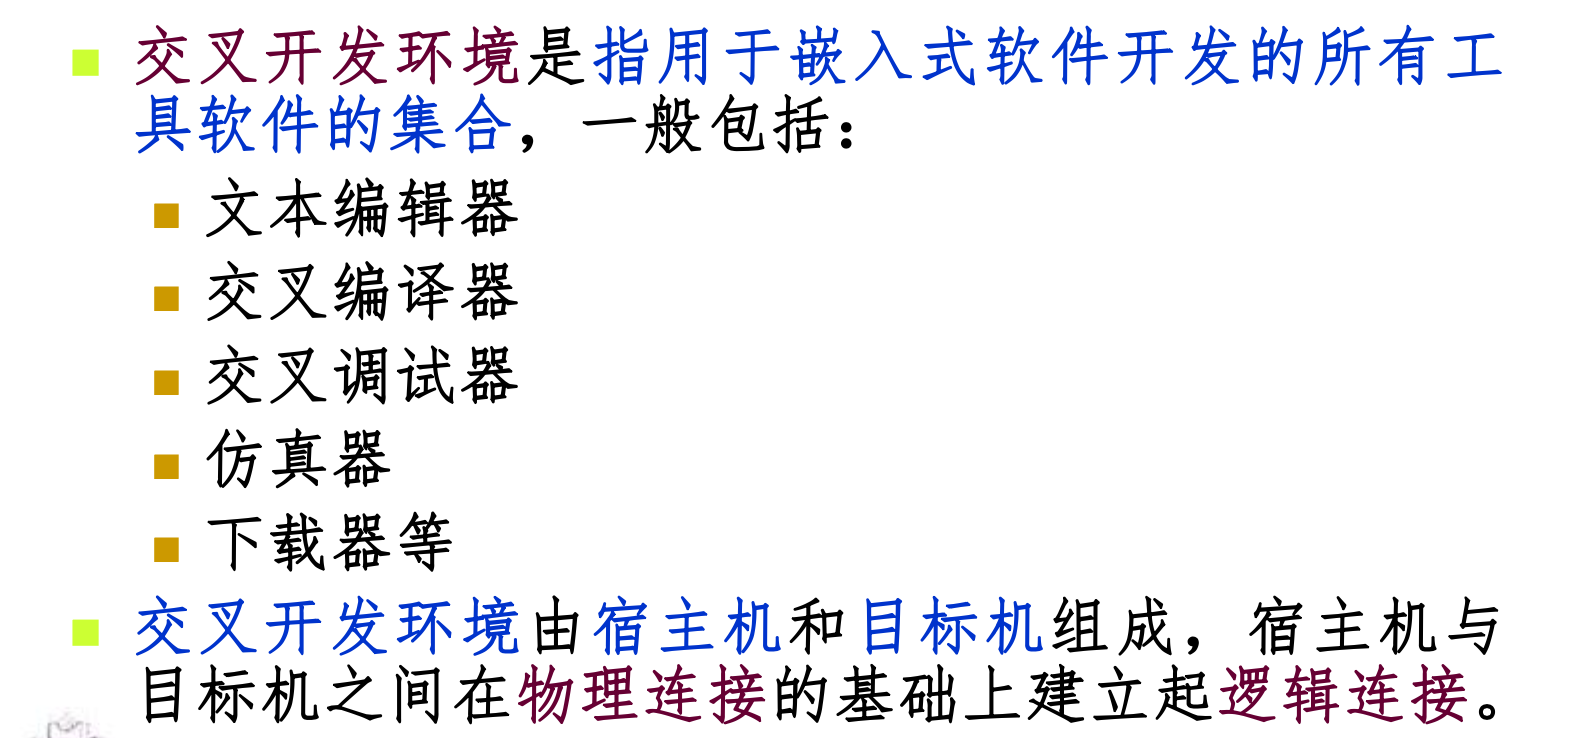 交叉开发环境是指用于嵌入式软件开发的所有工
具软件的集合，一般包括：
文本编辑器
交叉编译器
交叉调试器
仿真器
下载器等
交叉开发环境由宿主机和目标机组成，宿主机与
目标机之间在物理连接的基础上建立起逻辑连接。